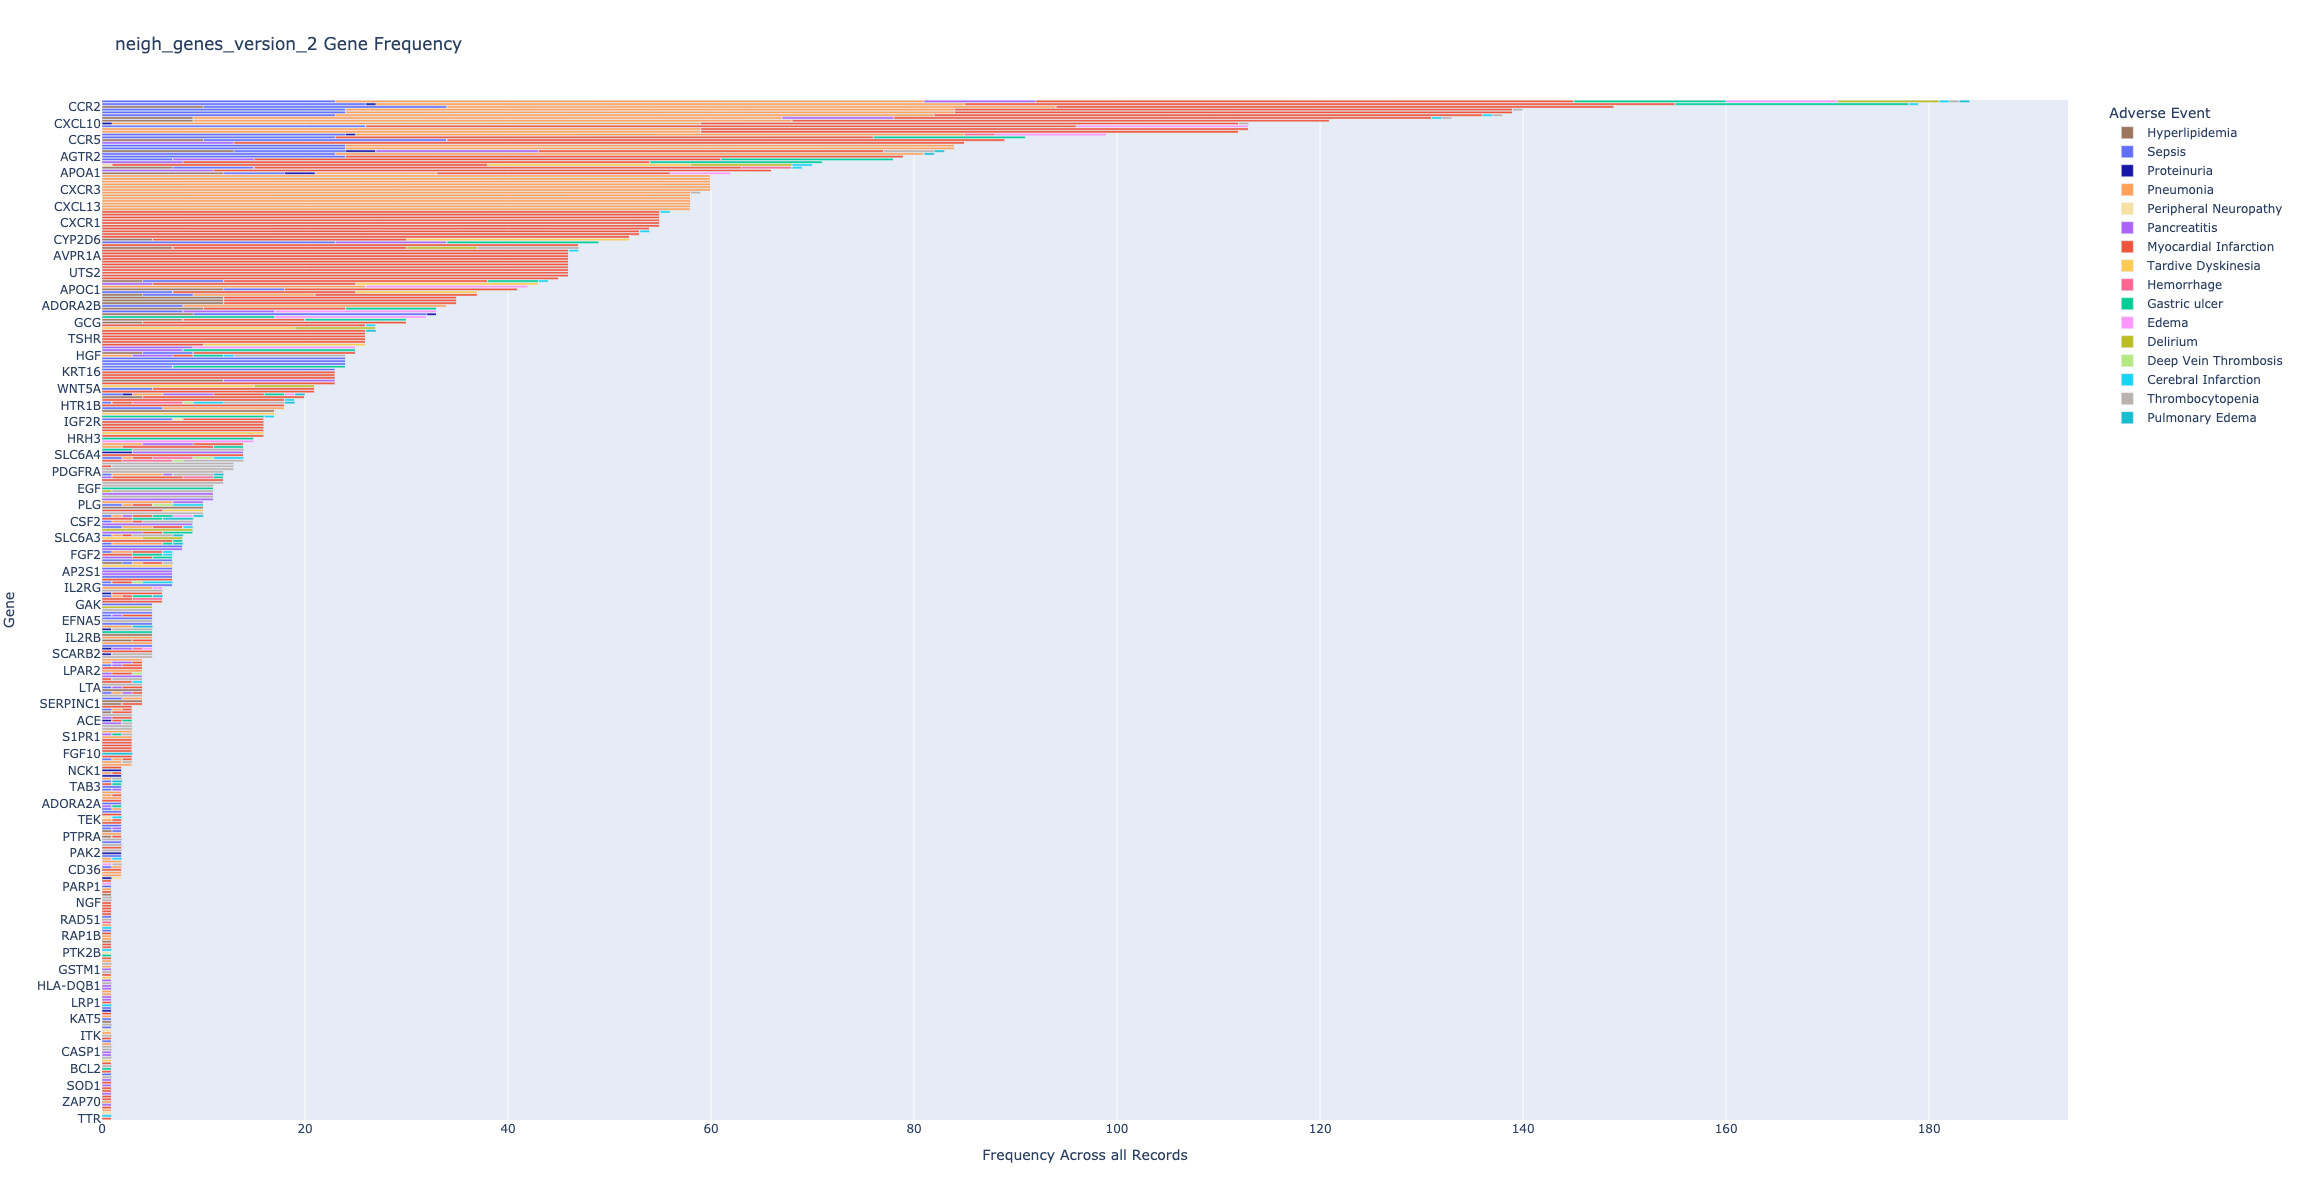 neigh_genes_version_2 Gene Frequency
Gene
CCR2
CXCL10
CCR5
AGTR2
APOA1
CXCR3
CXCL13
CXCR1
CYP2D6
AVPR1A
UTS2
APOC1
ADORA2B
GCG
TSHR
HGF
KRT16
WNT5A
HTR1B
IGF2R
HRH3
SLC6A4
PDGFRA
EGF
PLG
CSF2
SLC6A3
FGF2
AP2S1
IL2RG
GAK
EFNA5
IL2RB
SCARB2
LPAR2
LTA
SERPINC1
ACE
S1PR1
FGF10
NCK1
TAB3
ADORA2A
TEK
PTPRA
PAK2
CD36
PARP1
NGF
RAD51
RAP1B
PTK2B
GSTM1
HLA-DQB1
LRP1
KAT5
ITK
CASP1
BCL2
SOD1
ZAP70
TTR
0 20 40 60 80 100 120 140 160 180
Frequency Across all Records
Adverse Event
Hyperlipidemia
Sepsis
Proteinuria
Pneumonia
Peripheral Neuropathy
Pancreatitis
Myocardial Infarction
Tardive Dyskinesia
Hemorrhage
Gastric ulcer
Edema
Delirium
Deep Vein Thrombosis
Cerebral Infarction
Thrombocytopenia
Pulmonary Edema